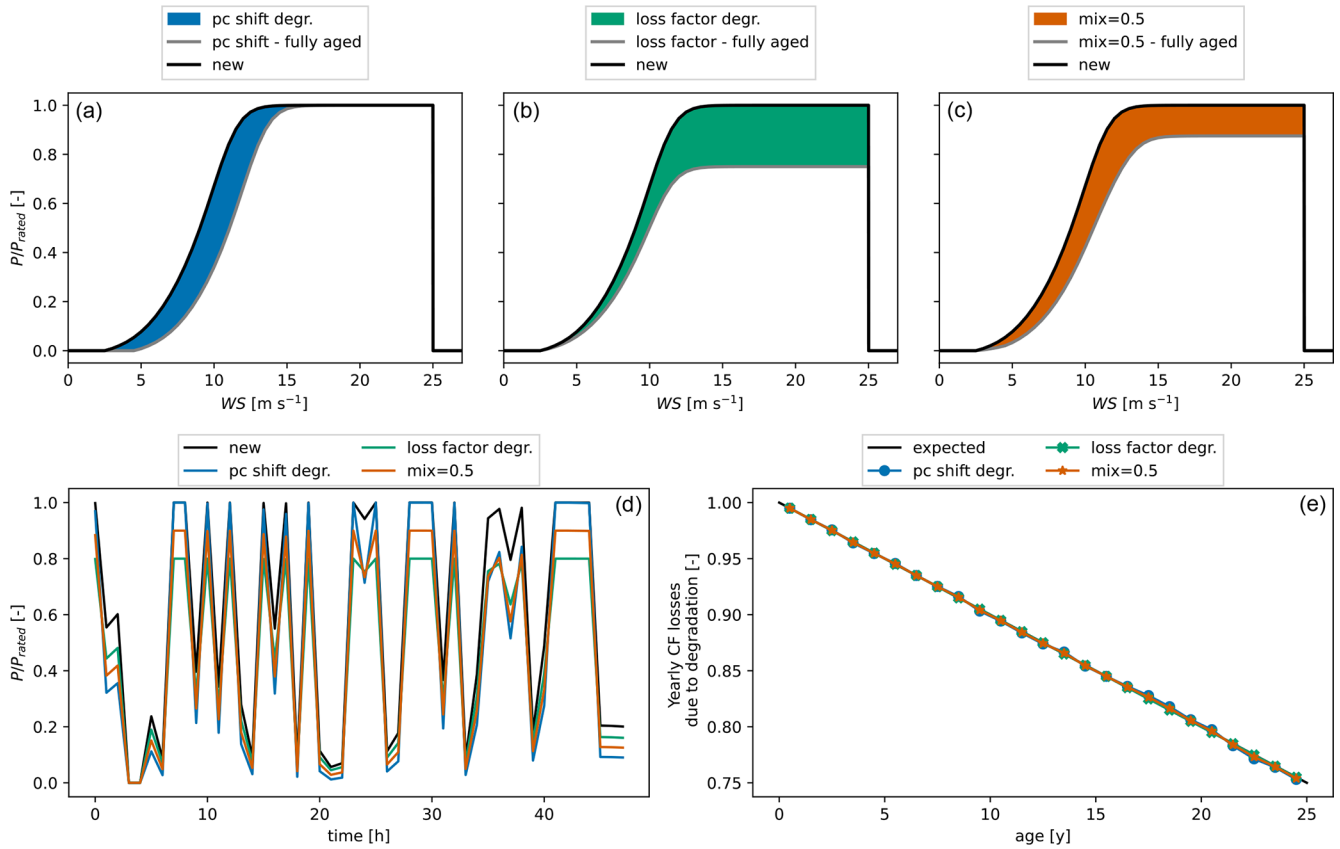 pc shift degr.
pc shift - fully aged
new
loss factor degr.
loss factor - fully aged
new
mix=0.5
mix=0.5 - fully aged
new
(a)
(b)
(c)
1.0
0.8
0.6
0.4
0.2
0.0
P/P_rated [-]
0 5 10 15 20 25
0 5 10 15 20 25
0 5 10 15 20 25
WS [m s⁻¹]
WS [m s⁻¹]
WS [m s⁻¹]
new
pc shift degr.
loss factor degr.
mix=0.5
(d)
1.0
0.8
0.6
0.4
0.2
0.0
P/P_rated [-]
0 10 20 30 40
time [h]
expected
pc shift degr.
loss factor degr.
mix=0.5
(e)
1.00
0.95
0.90
0.85
0.80
0.75
Yearly CF losses
due to degradation [-]
0 5 10 15 20 25
age [y]